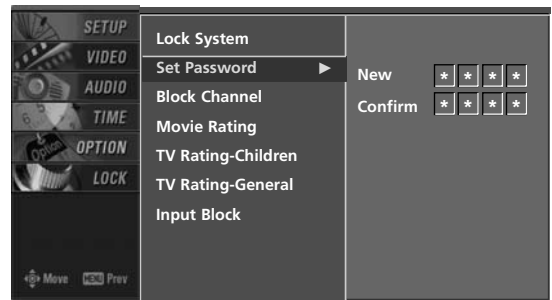 SETUP
VIDEO
AUDIO
TIME
OPTION
LOCK
Move MENU Prev
Lock System
Set Password ▶
Block Channel
Movie Rating
TV Rating-Children
TV Rating-General
Input Block
New * * * *
Confirm * * * *